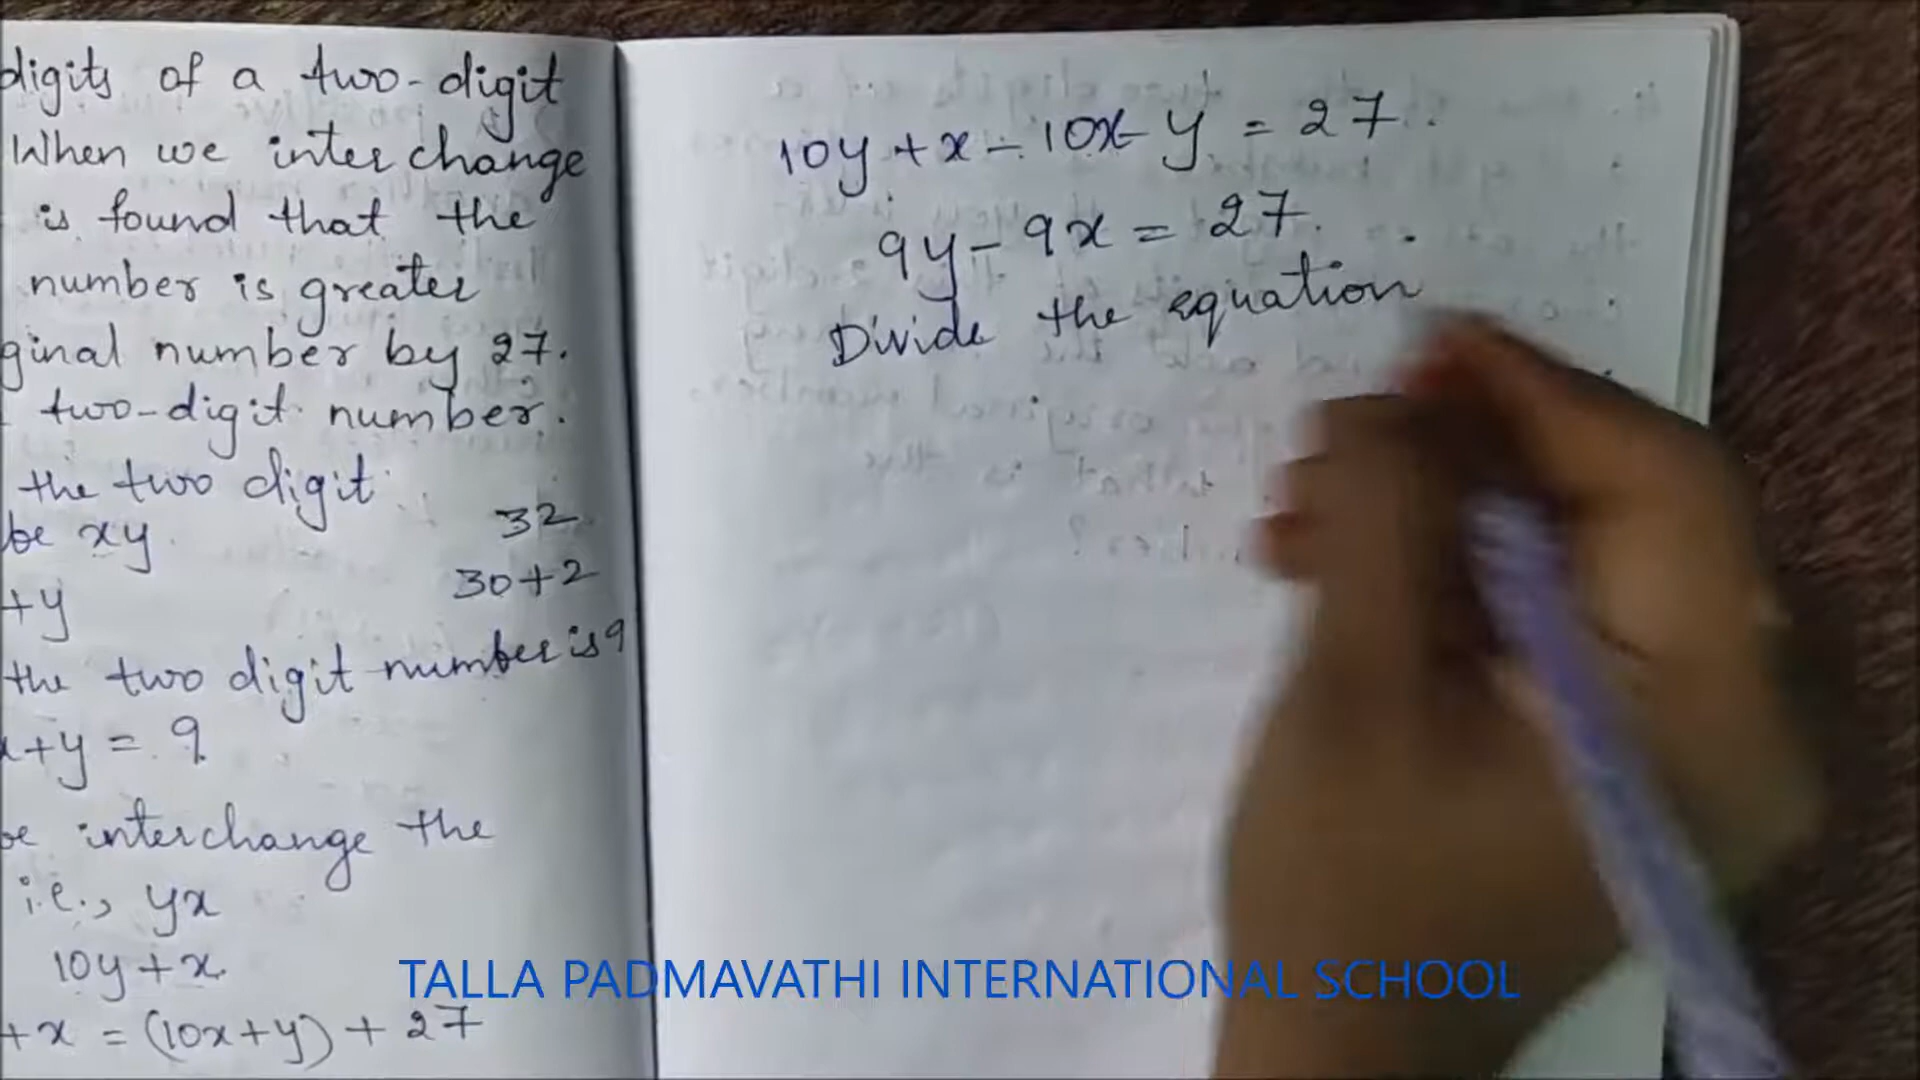 digits of a two-digit
When we interchange
is found that the
number is greater
ginal number by 27.
two-digit number.
the two digit
be xy
32
30+2
+y
the two digit number is 9
x+y = 9
be interchange the
i.e., yx
10y+x
+x = (10x+y) + 27
10y+x-10x-y = 27.
9y-9x = 27.
Divide the equation
TALLA PADMAVATHI INTERNATIONAL SCHOOL